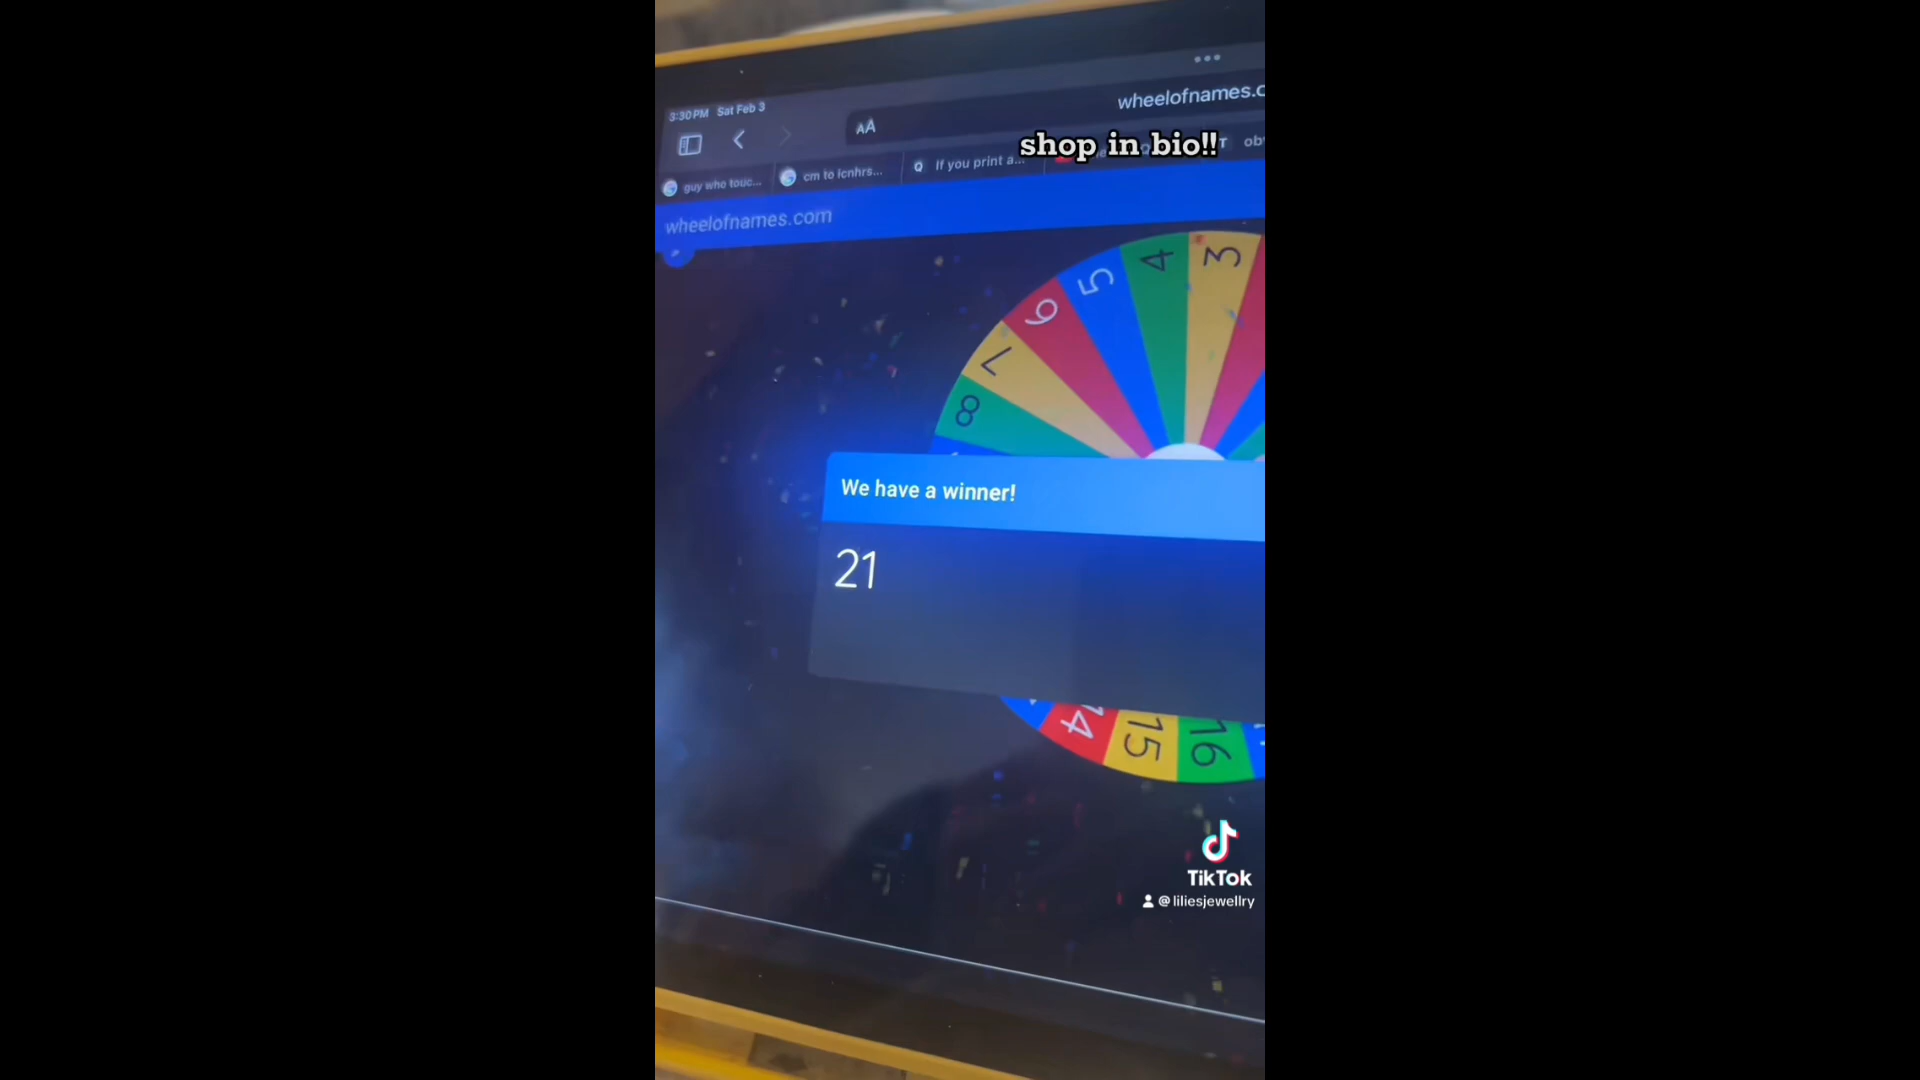 3:30 PM Sat Feb 3
AA
wheelofnames.c
shop in bio!!
guy who touc...
cm to icnhrs...
If you print a...
wheelofnames.com
3
4
5
6
7
8
We have a winner!
21
14
15
16
TikTok
@liliesjewellry